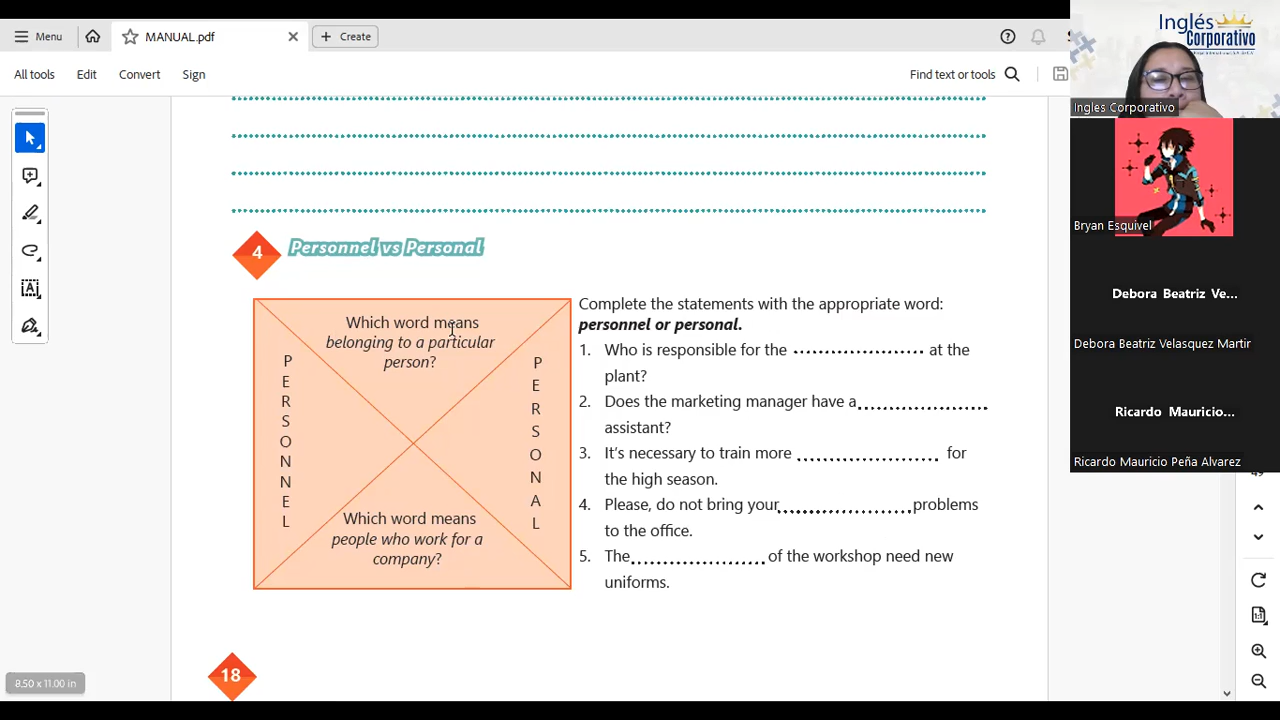 Menu
MANUAL.pdf
Create
All tools
Edit
Convert
Sign
Find text or tools
4
Personnel vs Personal
Which word means
belonging to a particular
person?
PERSONNEL
PERSONAL
Which word means
people who work for a
company?
Complete the statements with the appropriate word:
personnel or personal.
1. Who is responsible for the ........................ at the
plant?
2. Does the marketing manager have a........................
assistant?
3. It's necessary to train more ........................ for
the high season.
4. Please, do not bring your........................problems
to the office.
5. The........................ of the workshop need new
uniforms.
18
8.50 x 11.00 in
Inglés
Corporativo
Ingles Corporativo
Bryan Esquivel
Debora Beatriz Ve...
Debora Beatriz Velasquez Martir
Ricardo Mauricio...
Ricardo Mauricio Peña Alvarez
1:1